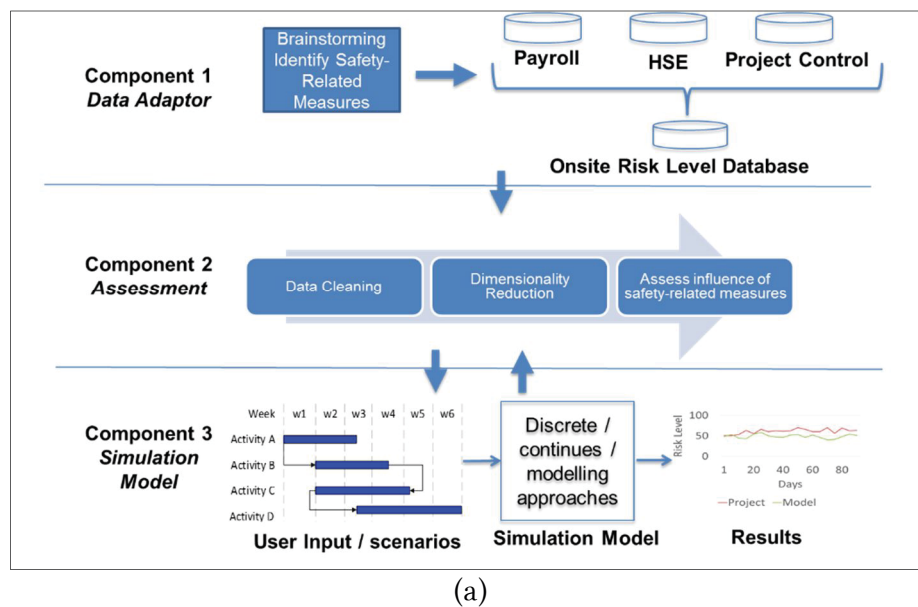 Component 1
Data Adaptor
Brainstorming
Identify Safety-
Related
Measures
Payroll
HSE
Project Control
Onsite Risk Level Database
Component 2
Assessment
Data Cleaning
Dimensionality
Reduction
Assess influence of
safety-related measures
Component 3
Simulation
Model
Week w1 w2 w3 w4 w5 w6
Activity A
Activity B
Activity C
Activity D
User Input / scenarios
Discrete /
continues /
modelling
approaches
Simulation Model
Risk Level
100
50
0
1 20 40 60 80
Days
Project Model
Results
(a)